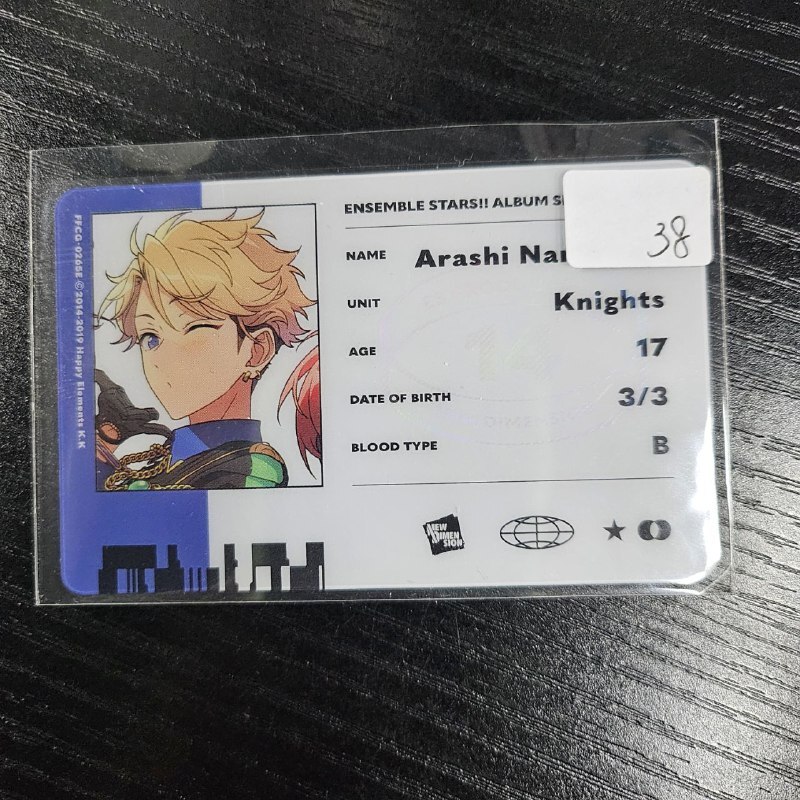 ENSEMBLE STARS!! ALBUM
38
NAME Arashi
UNIT Knights
AGE 17
DATE OF BIRTH 3/3
BLOOD TYPE B
NEW DIMENSION
FFCG-0265E ©2014-2019 Happy Elements K.K